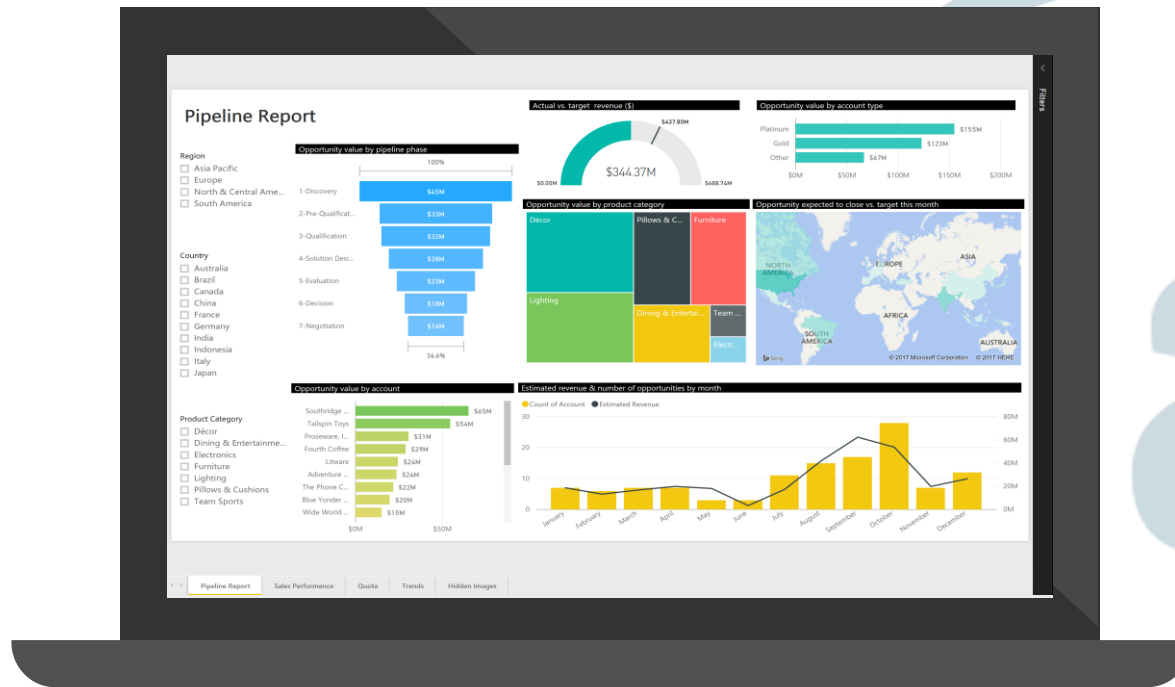 Pipeline Report
Region
Asia Pacific
Europe
North & Central Ame...
South America
Country
Australia
Brazil
Canada
China
France
Germany
India
Indonesia
Italy
Japan
Product Category
Décor
Dining & Entertainme...
Electronics
Furniture
Lighting
Pillows & Cushions
Team Sports
Opportunity value by pipeline phase
100%
1-Discovery $45M
2-Pre-Qualificat... $33M
3-Qualification $32M
4-Solution Desi... $28M
5-Evaluation $23M
6-Decision $18M
7-Negotiation $16M
36.6%
Actual vs. target revenue ($)
$437.80M
$344.37M
$0.00M
$688.74M
Opportunity value by account type
Platinum $155M
Gold $123M
Other $67M
$0M $50M $100M $150M $200M
Opportunity value by product category
Décor
Pillows & C...
Furniture
Lighting
Dining & Entertai...
Team ...
Electr...
Opportunity expected to close vs. target this month
NORTH AMERICA
EUROPE
ASIA
AFRICA
SOUTH AMERICA
AUSTRALIA
bing
© 2017 Microsoft Corporation © 2017 HERE
Opportunity value by account
Southridge ... $65M
Tailspin Toys $54M
Proseware, I... $31M
Fourth Coffee $29M
Litware $24M
Adventure ... $24M
The Phone C... $22M
Blue Yonder ... $20M
Wide World ... $15M
$0M $50M
Estimated revenue & number of opportunities by month
Count of Account Estimated Revenue
30 80M
60M
20
40M
10
20M
0 0M
January February March April May June July August September October November December
Filters
Pipeline Report Sales Performance Quota Trends Hidden Images